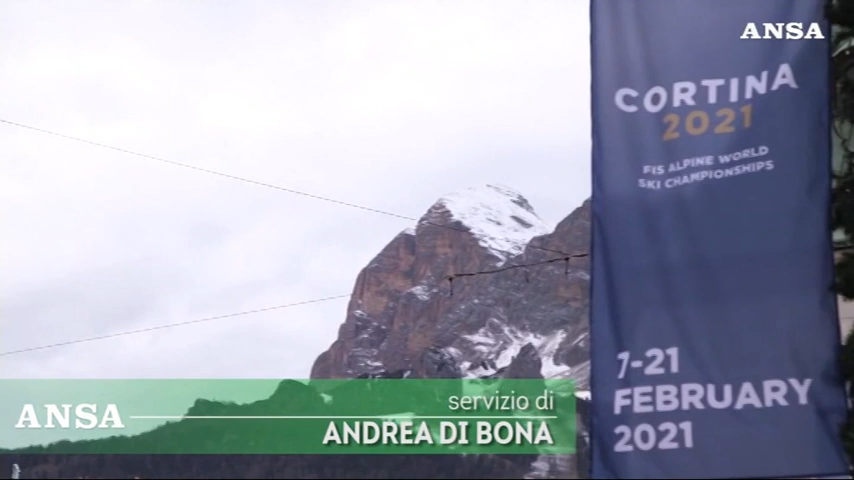 ANSA
CORTINA
2021
FIS ALPINE WORLD
SKI CHAMPIONSHIPS
7-21
FEBRUARY
2021
servizio di
ANSA
ANDREA DI BONA